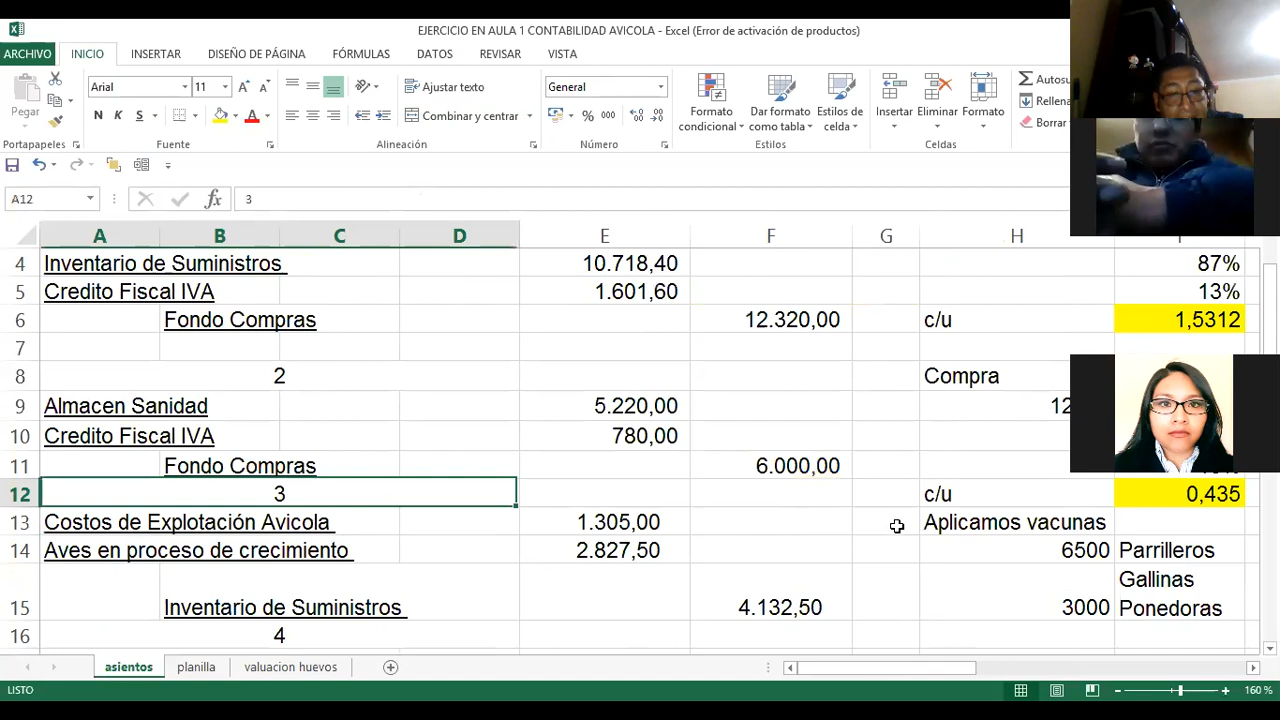 EJERCICIO EN AULA 1 CONTABILIDAD AVICOLA - Excel (Error de activación de productos)
ARCHIVO INICIO INSERTAR DISEÑO DE PÁGINA FÓRMULAS DATOS REVISAR VISTA
Pegar
Arial 11
N K S
Ajustar texto
Combinar y centrar
General
% 000
Formato condicional
Dar formato como tabla
Estilos de celda
Insertar Eliminar Formato
Autosu
Rellena
Borrar
Portapapeles Fuente Alineación Número Estilos Celdas
A12 fx 3
A B C D E F G H
4 Inventario de Suministros 10.718,40 87%
5 Credito Fiscal IVA 1.601,60 13%
6 Fondo Compras 12.320,00 c/u 1,5312
7
8 2 Compra
9 Almacen Sanidad 5.220,00 12
10 Credito Fiscal IVA 780,00
11 Fondo Compras 6.000,00
12 3 c/u 0,435
13 Costos de Explotación Avicola 1.305,00 Aplicamos vacunas
14 Aves en proceso de crecimiento 2.827,50 6500 Parrilleros
15 Inventario de Suministros 4.132,50 3000 Gallinas Ponedoras
16 4
asientos planilla valuacion huevos
LISTO 160 %